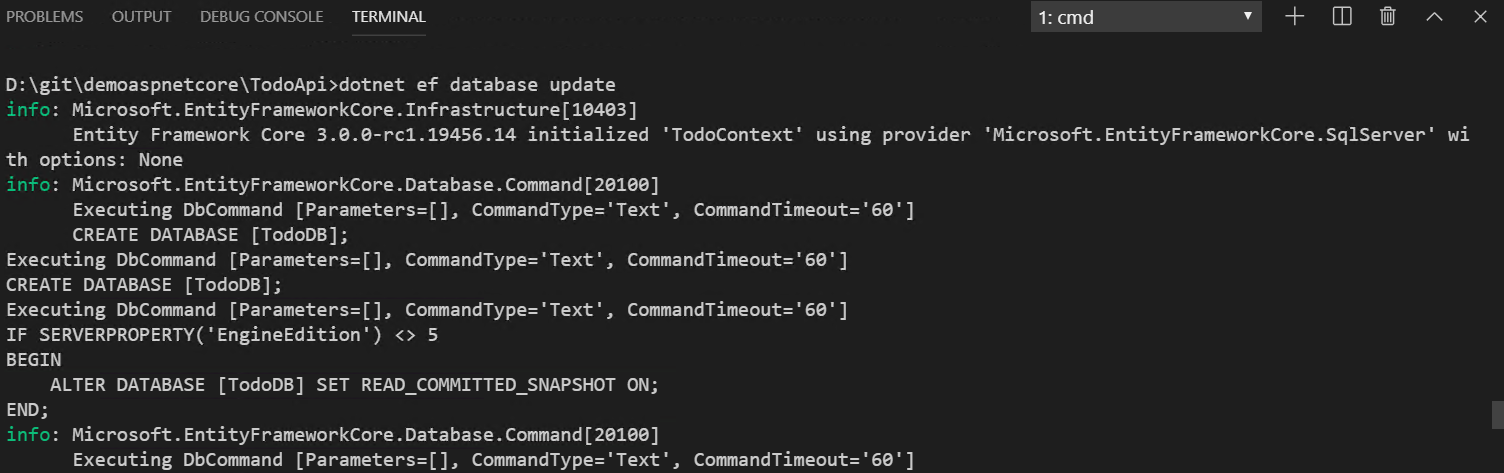 PROBLEMS OUTPUT DEBUG CONSOLE TERMINAL 1: cmd
D:\git\demoaspnetcore\TodoApi>dotnet ef database update
info: Microsoft.EntityFrameworkCore.Infrastructure[10403]
      Entity Framework Core 3.0.0-rc1.19456.14 initialized 'TodoContext' using provider 'Microsoft.EntityFrameworkCore.SqlServer' wi
th options: None
info: Microsoft.EntityFrameworkCore.Database.Command[20100]
      Executing DbCommand [Parameters=[], CommandType='Text', CommandTimeout='60']
      CREATE DATABASE [TodoDB];
Executing DbCommand [Parameters=[], CommandType='Text', CommandTimeout='60']
CREATE DATABASE [TodoDB];
Executing DbCommand [Parameters=[], CommandType='Text', CommandTimeout='60']
IF SERVERPROPERTY('EngineEdition') <> 5
BEGIN
    ALTER DATABASE [TodoDB] SET READ_COMMITTED_SNAPSHOT ON;
END;
info: Microsoft.EntityFrameworkCore.Database.Command[20100]
      Executing DbCommand [Parameters=[], CommandType='Text', CommandTimeout='60']